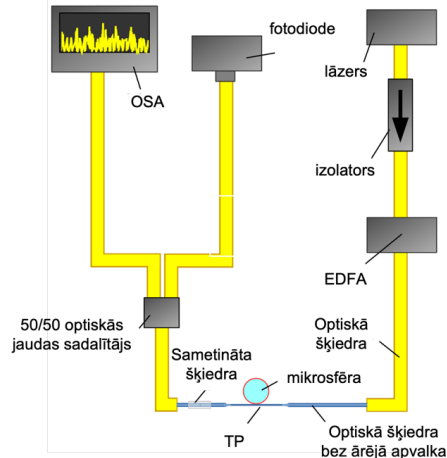 fotodiode
lāzers
OSA
izolators
EDFA
50/50 optiskās
jaudas sadalītājs
Optiskā
šķiedra
Sametināta
šķiedra
mikrosfēra
TP
Optiskā šķiedra
bez ārējā apvalka